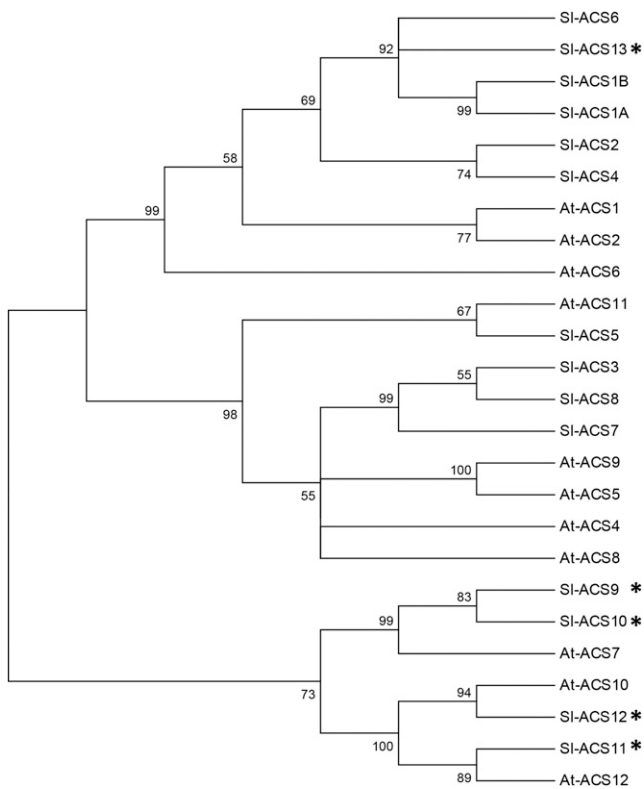 Sl-ACS6
92
Sl-ACS13 *
Sl-ACS1B
69
99
Sl-ACS1A
Sl-ACS2
58
74
Sl-ACS4
99
At-ACS1
77
At-ACS2
At-ACS6
At-ACS11
67
Sl-ACS5
Sl-ACS3
55
Sl-ACS8
99
98
Sl-ACS7
At-ACS9
100
At-ACS5
55
At-ACS4
At-ACS8
Sl-ACS9 *
83
Sl-ACS10 *
99
At-ACS7
73
At-ACS10
94
Sl-ACS12 *
100
Sl-ACS11 *
89
At-ACS12